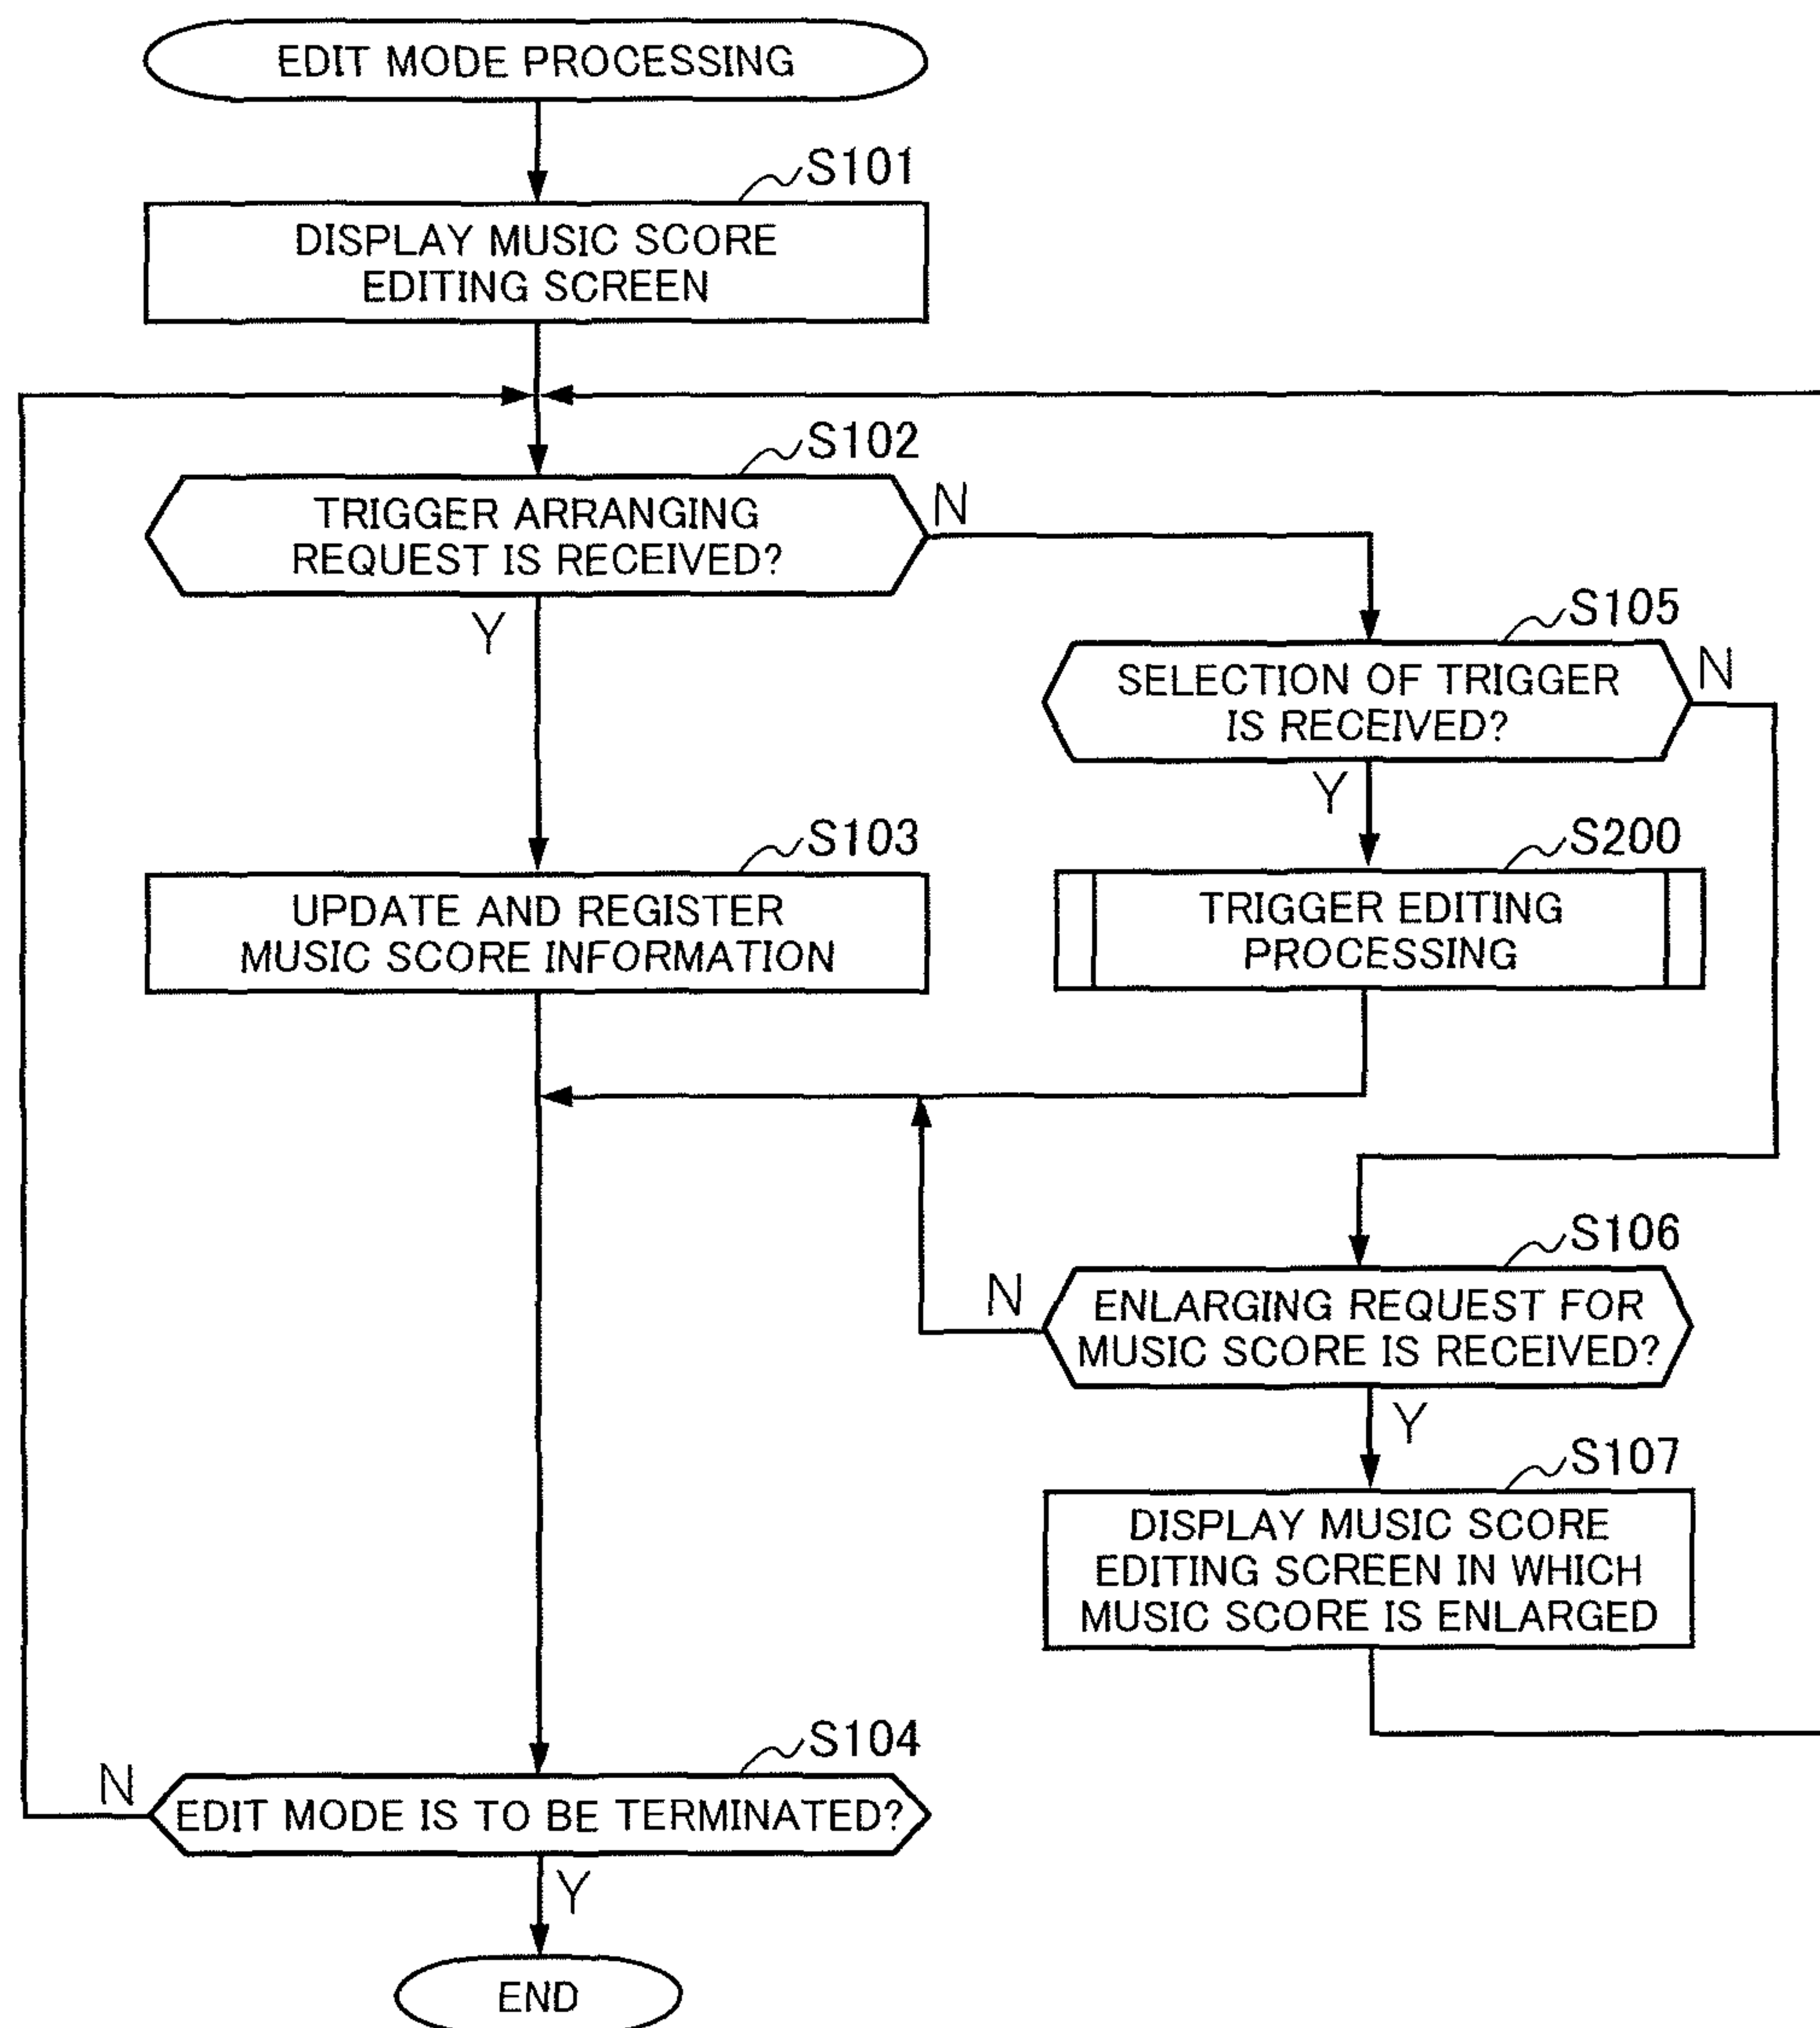 EDIT MODE PROCESSING
S101
DISPLAY MUSIC SCORE
EDITING SCREEN
S102
TRIGGER ARRANGING
REQUEST IS RECEIVED?
N
Y
S105
SELECTION OF TRIGGER
IS RECEIVED?
N
Y
S103
UPDATE AND REGISTER
MUSIC SCORE INFORMATION
S200
TRIGGER EDITING
PROCESSING
S106
ENLARGING REQUEST FOR
MUSIC SCORE IS RECEIVED?
N
Y
S107
DISPLAY MUSIC SCORE
EDITING SCREEN IN WHICH
MUSIC SCORE IS ENLARGED
S104
EDIT MODE IS TO BE TERMINATED?
N
Y
END